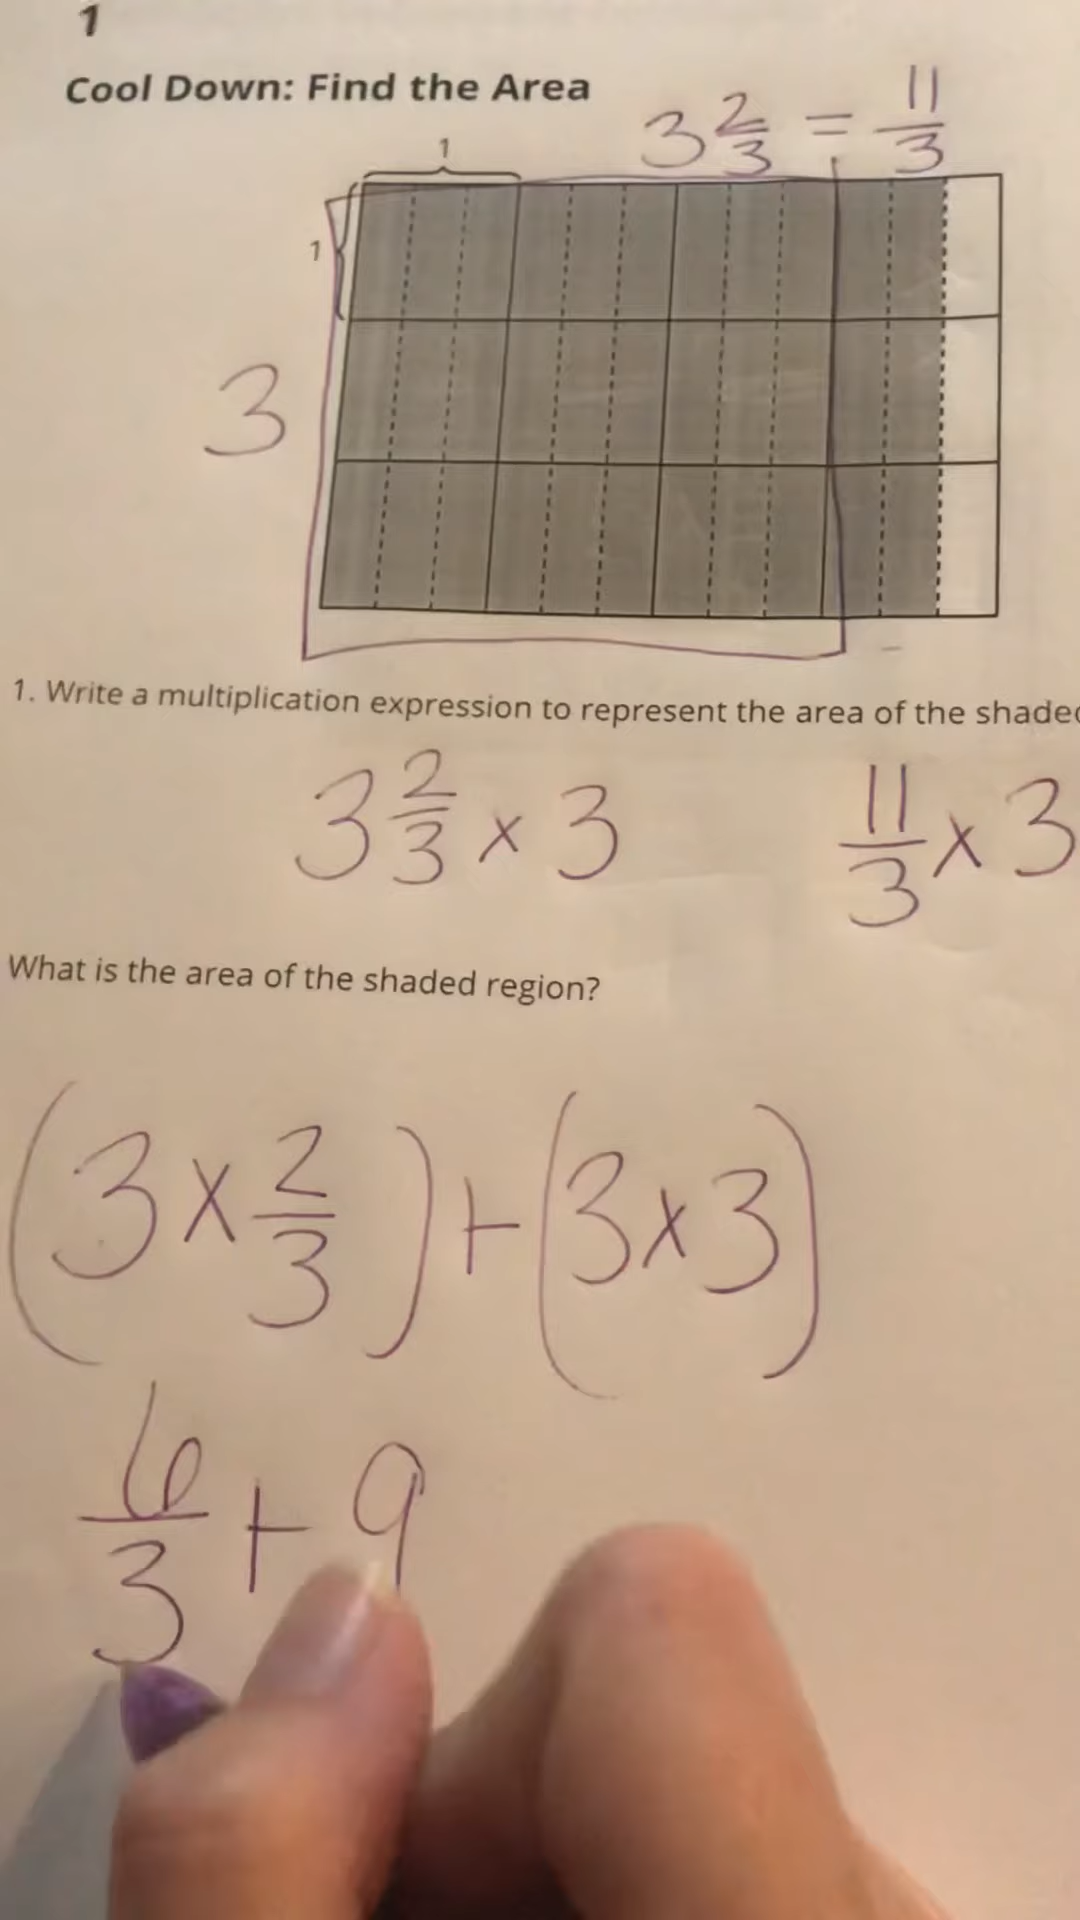 1
Cool Down: Find the Area
3 2/3 = 11/3
1
1
3
1. Write a multiplication expression to represent the area of the shaded
3 2/3 x 3 11/3 x 3
What is the area of the shaded region?
(3 x 2/3) + (3 x 3)
6/3 + 9